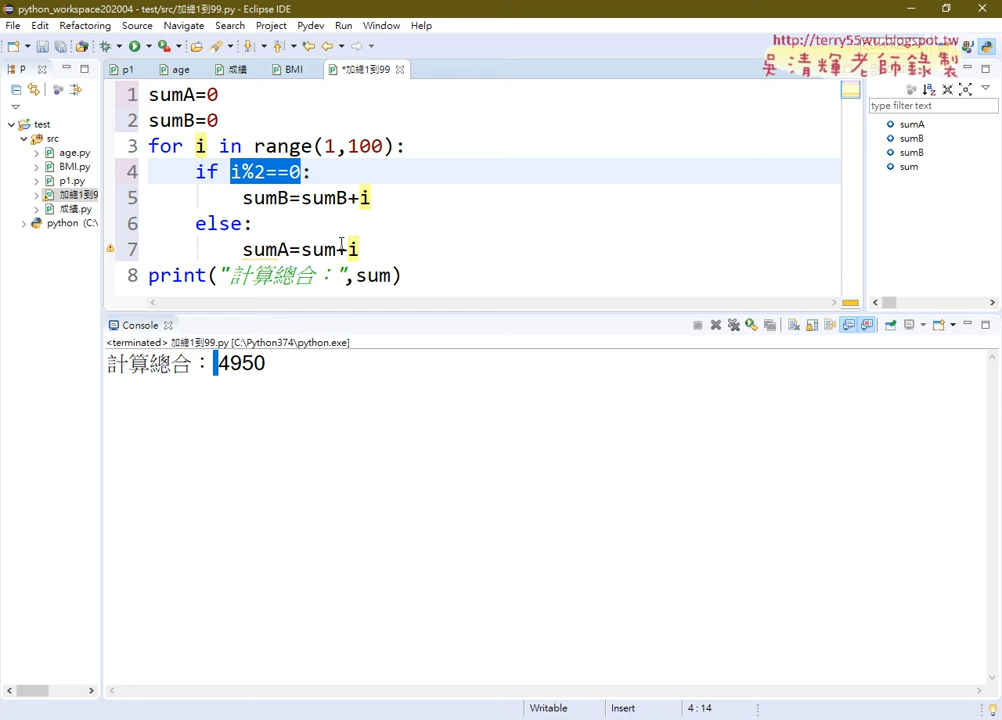 python_workspace202004 - test/src/加總1到99.py - Eclipse IDE
File Edit Refactoring Source Navigate Search Project Pydev Run Window Help
http://terry55wu.blogspot.tw
吳清輝老師錄製
P
p1
age
成績
BMI
*加總1到99
test
src
age.py
BMI.py
p1.py
加總1到9
成績.py
python (C:\
1 sumA=0
2 sumB=0
3 for i in range(1,100):
4 if i%2==0:
5 sumB=sumB+i
6 else:
7 sumA=sum+i
8 print("計算總合：",sum)
type filter text
sumA
sumB
sumB
sum
Console
<terminated> 加總1到99.py [C:\Python374\python.exe]
計算總合： 4950
Writable Insert 4 : 14